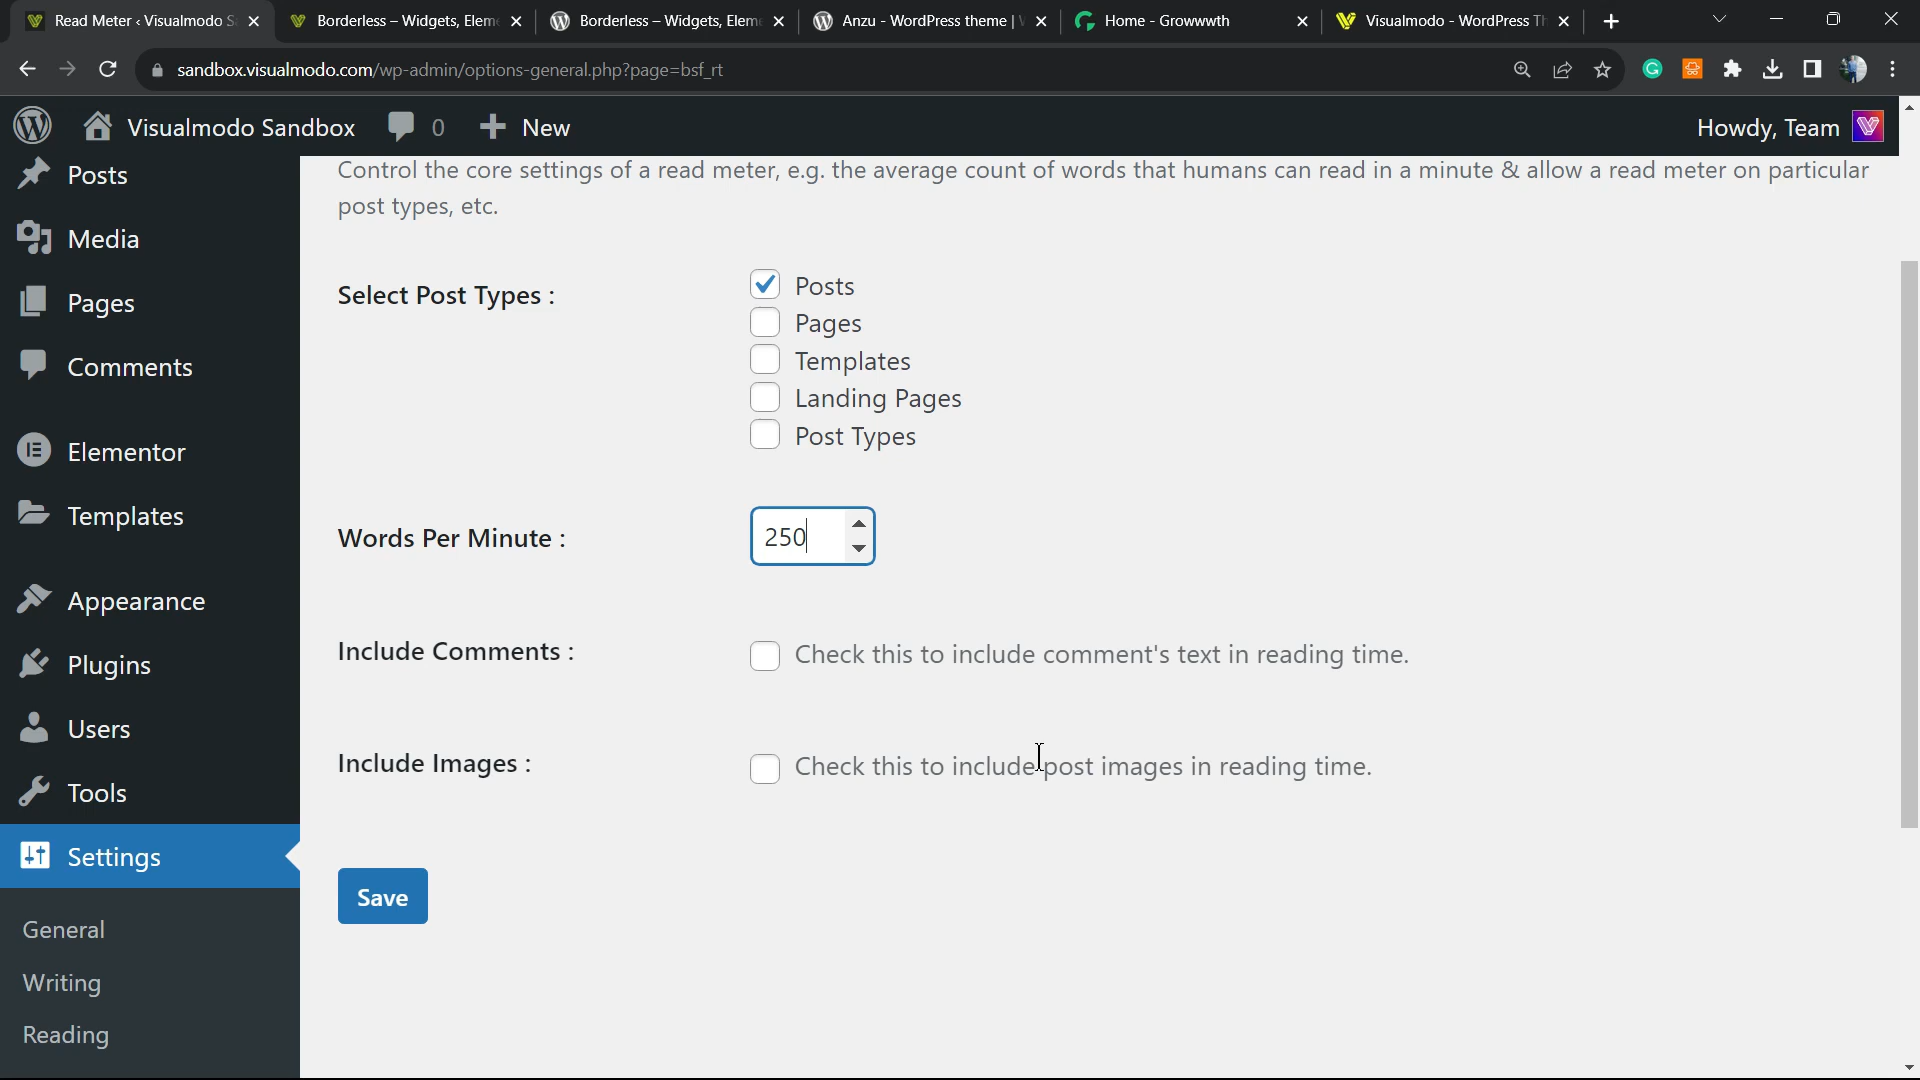 Read Meter ‹ Visualmodo S
Borderless – Widgets, Elem
Borderless – Widgets, Elem
Anzu - WordPress theme |
Home - Growwwth
Visualmodo - WordPress Th
sandbox.visualmodo.com/wp-admin/options-general.php?page=bsf_rt
Visualmodo Sandbox
0
New
Howdy, Team
Posts
Media
Pages
Comments
Elementor
Templates
Appearance
Plugins
Users
Tools
Settings
General
Writing
Reading
Control the core settings of a read meter, e.g. the average count of words that humans can read in a minute & allow a read meter on particular
post types, etc.
Select Post Types :
Posts
Pages
Templates
Landing Pages
Post Types
Words Per Minute :
250
Include Comments :
Check this to include comment's text in reading time.
Include Images :
Check this to include post images in reading time.
Save